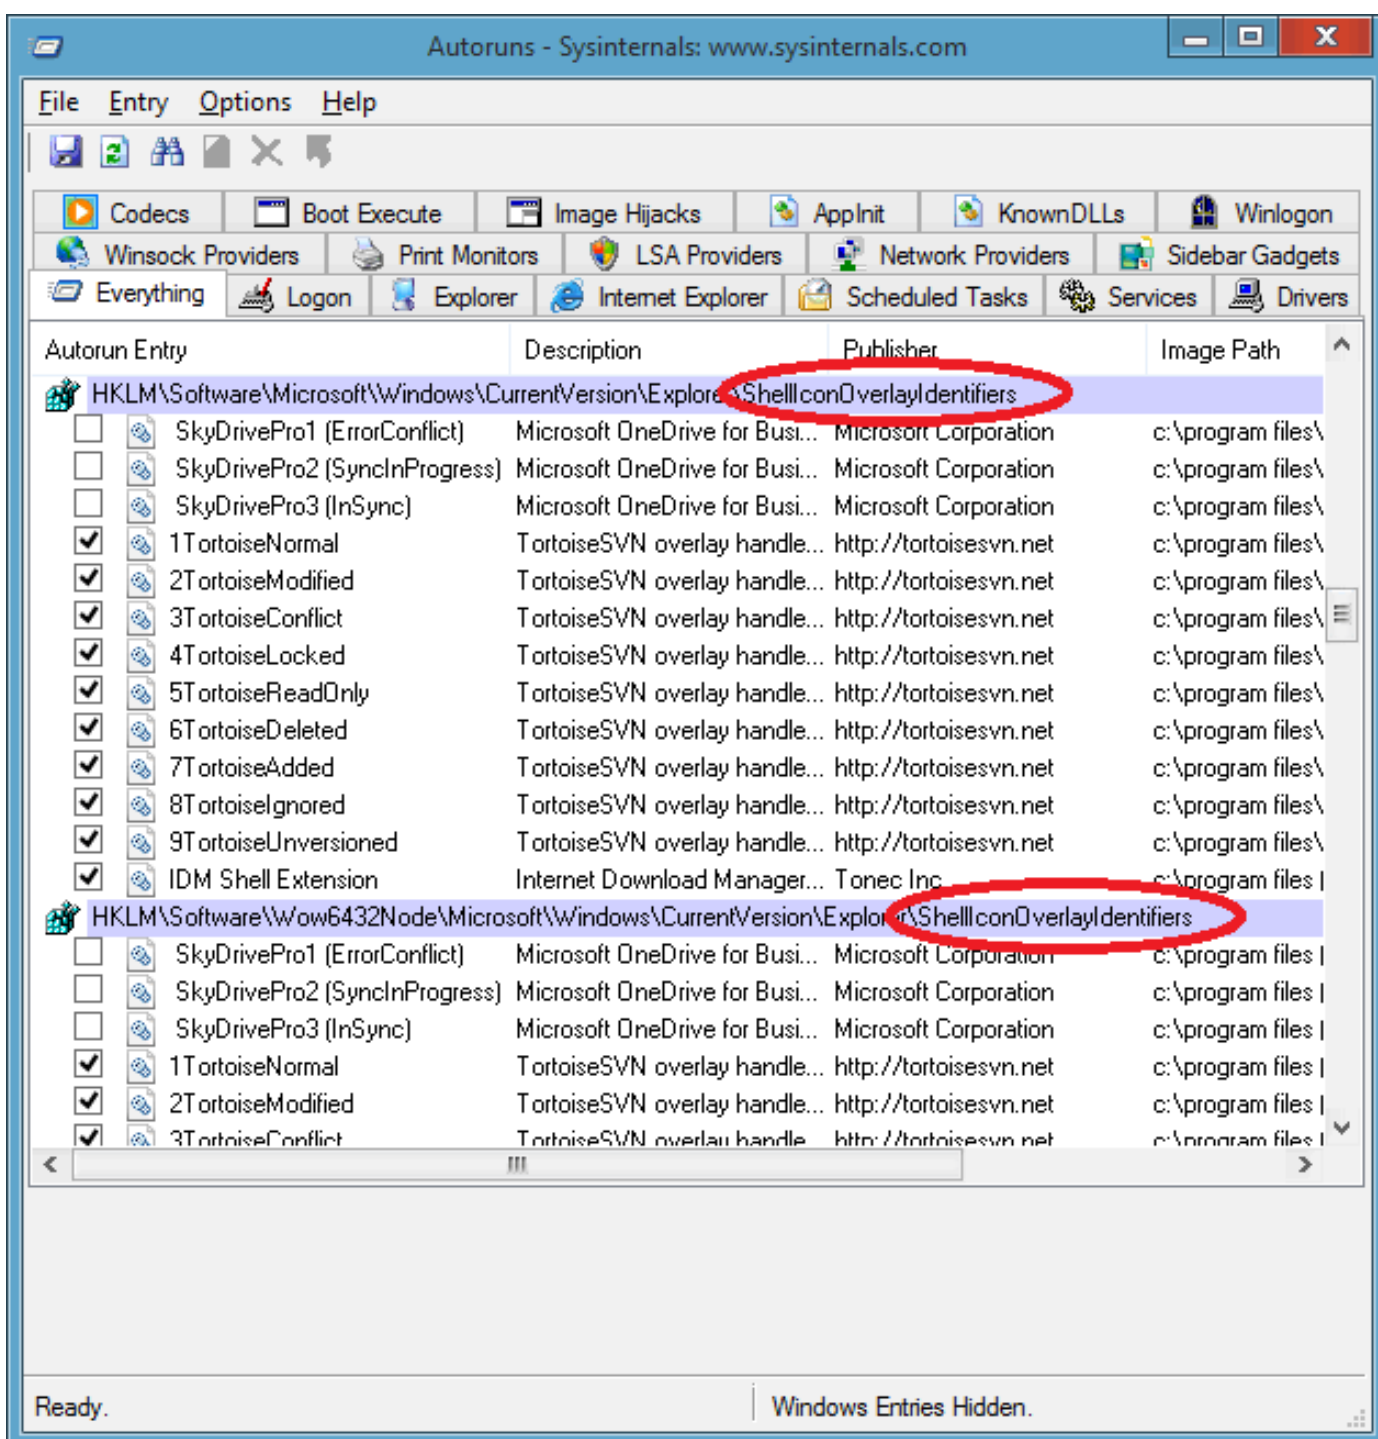 Autoruns - Sysinternals: www.sysinternals.com
File Entry Options Help
Codecs Boot Execute Image Hijacks AppInit KnownDLLs Winlogon
Winsock Providers Print Monitors LSA Providers Network Providers Sidebar Gadgets
Everything Logon Explorer Internet Explorer Scheduled Tasks Services Drivers
Autorun Entry Description Publisher Image Path
HKLM\Software\Microsoft\Windows\CurrentVersion\Explorer\ShellIconOverlayIdentifiers
SkyDrivePro1 (ErrorConflict) Microsoft OneDrive for Busi... Microsoft Corporation c:\program files\
SkyDrivePro2 (SyncInProgress) Microsoft OneDrive for Busi... Microsoft Corporation c:\program files\
SkyDrivePro3 (InSync) Microsoft OneDrive for Busi... Microsoft Corporation c:\program files\
1TortoiseNormal TortoiseSVN overlay handle... http://tortoisesvn.net c:\program files\
2TortoiseModified TortoiseSVN overlay handle... http://tortoisesvn.net c:\program files\
3TortoiseConflict TortoiseSVN overlay handle... http://tortoisesvn.net c:\program files\
4TortoiseLocked TortoiseSVN overlay handle... http://tortoisesvn.net c:\program files\
5TortoiseReadOnly TortoiseSVN overlay handle... http://tortoisesvn.net c:\program files\
6TortoiseDeleted TortoiseSVN overlay handle... http://tortoisesvn.net c:\program files\
7TortoiseAdded TortoiseSVN overlay handle... http://tortoisesvn.net c:\program files\
8TortoiseIgnored TortoiseSVN overlay handle... http://tortoisesvn.net c:\program files\
9TortoiseUnversioned TortoiseSVN overlay handle... http://tortoisesvn.net c:\program files\
IDM Shell Extension Internet Download Manager... Tonec Inc. c:\program files (
HKLM\Software\Wow6432Node\Microsoft\Windows\CurrentVersion\Explorer\ShellIconOverlayIdentifiers
SkyDrivePro1 (ErrorConflict) Microsoft OneDrive for Busi... Microsoft Corporation c:\program files (
SkyDrivePro2 (SyncInProgress) Microsoft OneDrive for Busi... Microsoft Corporation c:\program files (
SkyDrivePro3 (InSync) Microsoft OneDrive for Busi... Microsoft Corporation c:\program files (
1TortoiseNormal TortoiseSVN overlay handle... http://tortoisesvn.net c:\program files (
2TortoiseModified TortoiseSVN overlay handle... http://tortoisesvn.net c:\program files (
3TortoiseConflict TortoiseSVN overlay handle... http://tortoisesvn.net c:\program files (
Ready. Windows Entries Hidden.